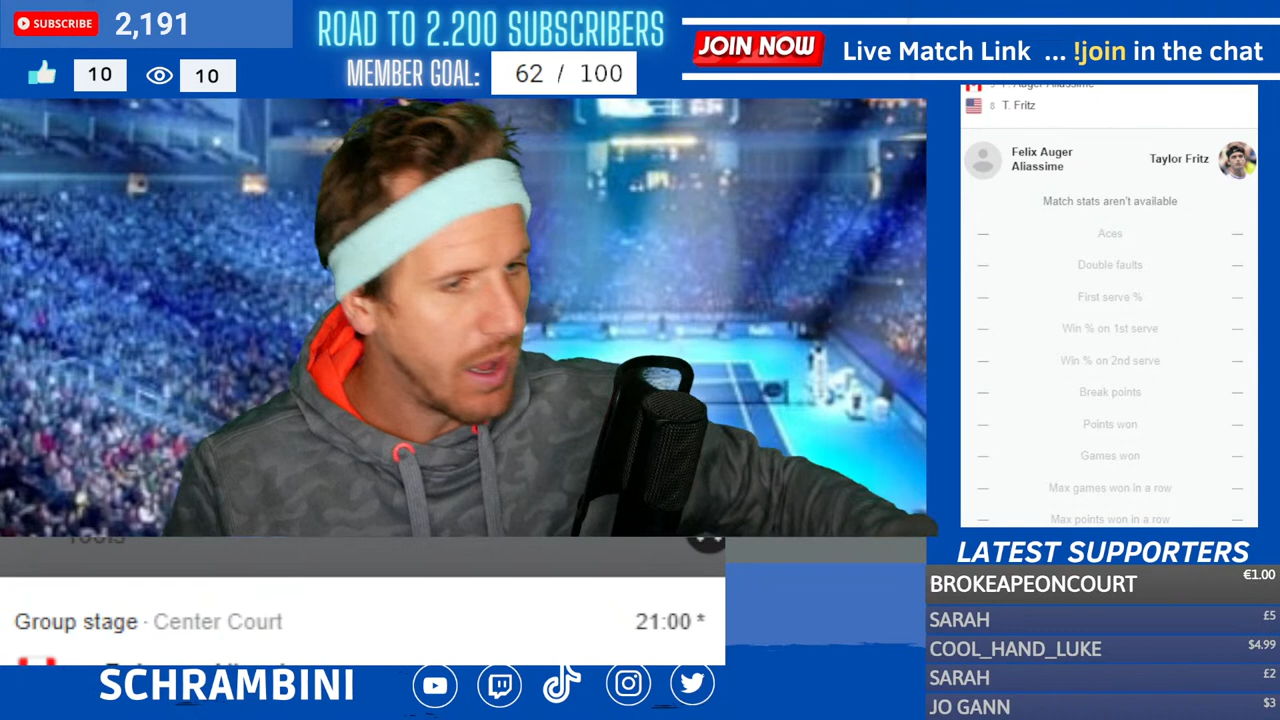 SUBSCRIBE 2,191
ROAD TO 2.200 SUBSCRIBERS
10 10
MEMBER GOAL: 62 / 100
JOIN NOW Live Match Link ... !join in the chat
6 T. Fritz
Felix Auger
Aliassime
Taylor Fritz
Match stats aren't available
— Aces —
— Double faults —
— First serve % —
— Win % on 1st serve —
— Win % on 2nd serve —
— Break points —
— Points won —
— Games won —
— Max games won in a row —
— Max points won in a row —
Group stage · Center Court 21:00 *
SCHRAMBINI
LATEST SUPPORTERS
BROKEAPEONCOURT €1.00
SARAH £5
COOL_HAND_LUKE $4.99
SARAH £2
JO GANN $3